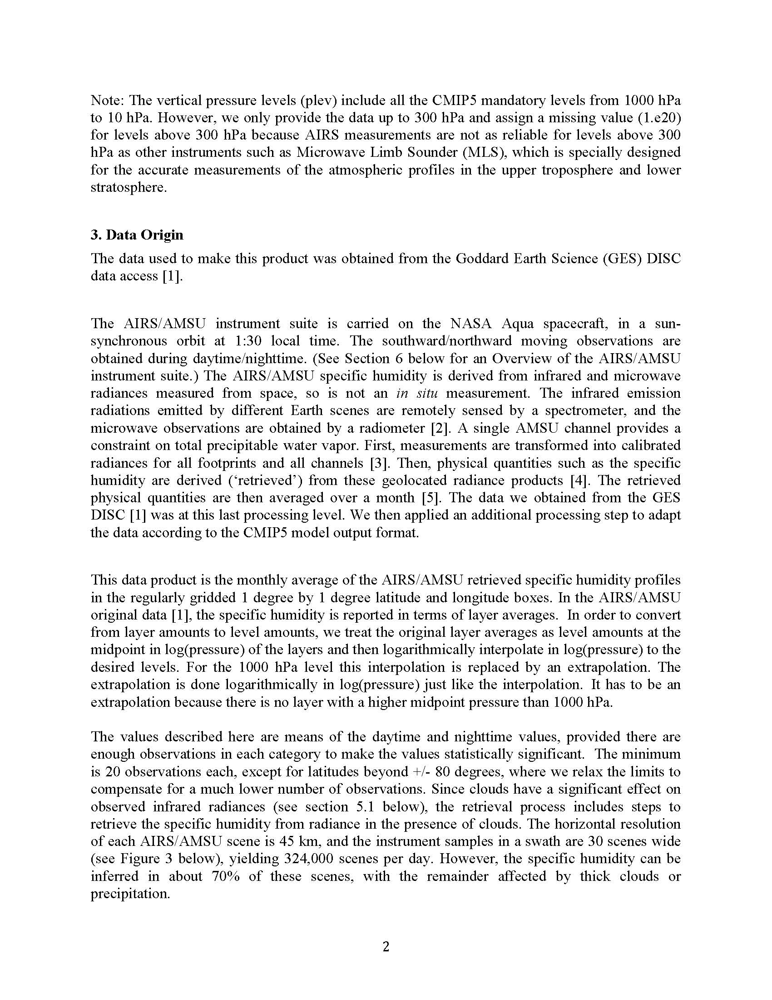 Note: The vertical pressure levels (plev) include all the CMIP5 mandatory levels from 1000 hPa
to 10 hPa. However, we only provide the data up to 300 hPa and assign a missing value (1.e20)
for levels above 300 hPa because AIRS measurements are not as reliable for levels above 300
hPa as other instruments such as Microwave Limb Sounder (MLS), which is specially designed
for the accurate measurements of the atmospheric profiles in the upper troposphere and lower
stratosphere.
3. Data Origin
The data used to make this product was obtained from the Goddard Earth Science (GES) DISC
data access [1].
The AIRS/AMSU instrument suite is carried on the NASA Aqua spacecraft, in a sun-
synchronous orbit at 1:30 local time. The southward/northward moving observations are
obtained during daytime/nighttime. (See Section 6 below for an Overview of the AIRS/AMSU
instrument suite.) The AIRS/AMSU specific humidity is derived from infrared and microwave
radiances measured from space, so is not an in situ measurement. The infrared emission
radiations emitted by different Earth scenes are remotely sensed by a spectrometer, and the
microwave observations are obtained by a radiometer [2]. A single AMSU channel provides a
constraint on total precipitable water vapor. First, measurements are transformed into calibrated
radiances for all footprints and all channels [3]. Then, physical quantities such as the specific
humidity are derived (‘retrieved’) from these geolocated radiance products [4]. The retrieved
physical quantities are then averaged over a month [5]. The data we obtained from the GES
DISC [1] was at this last processing level. We then applied an additional processing step to adapt
the data according to the CMIP5 model output format.
This data product is the monthly average of the AIRS/AMSU retrieved specific humidity profiles
in the regularly gridded 1 degree by 1 degree latitude and longitude boxes. In the AIRS/AMSU
original data [1], the specific humidity is reported in terms of layer averages.  In order to convert
from layer amounts to level amounts, we treat the original layer averages as level amounts at the
midpoint in log(pressure) of the layers and then logarithmically interpolate in log(pressure) to the
desired levels. For the 1000 hPa level this interpolation is replaced by an extrapolation. The
extrapolation is done logarithmically in log(pressure) just like the interpolation.  It has to be an
extrapolation because there is no layer with a higher midpoint pressure than 1000 hPa.
The values described here are means of the daytime and nighttime values, provided there are
enough observations in each category to make the values statistically significant.  The minimum
is 20 observations each, except for latitudes beyond +/- 80 degrees, where we relax the limits to
compensate for a much lower number of observations. Since clouds have a significant effect on
observed infrared radiances (see section 5.1 below), the retrieval process includes steps to
retrieve the specific humidity from radiance in the presence of clouds. The horizontal resolution
of each AIRS/AMSU scene is 45 km, and the instrument samples in a swath are 30 scenes wide
(see Figure 3 below), yielding 324,000 scenes per day. However, the specific humidity can be
inferred in about 70% of these scenes, with the remainder affected by thick clouds or
precipitation.
2